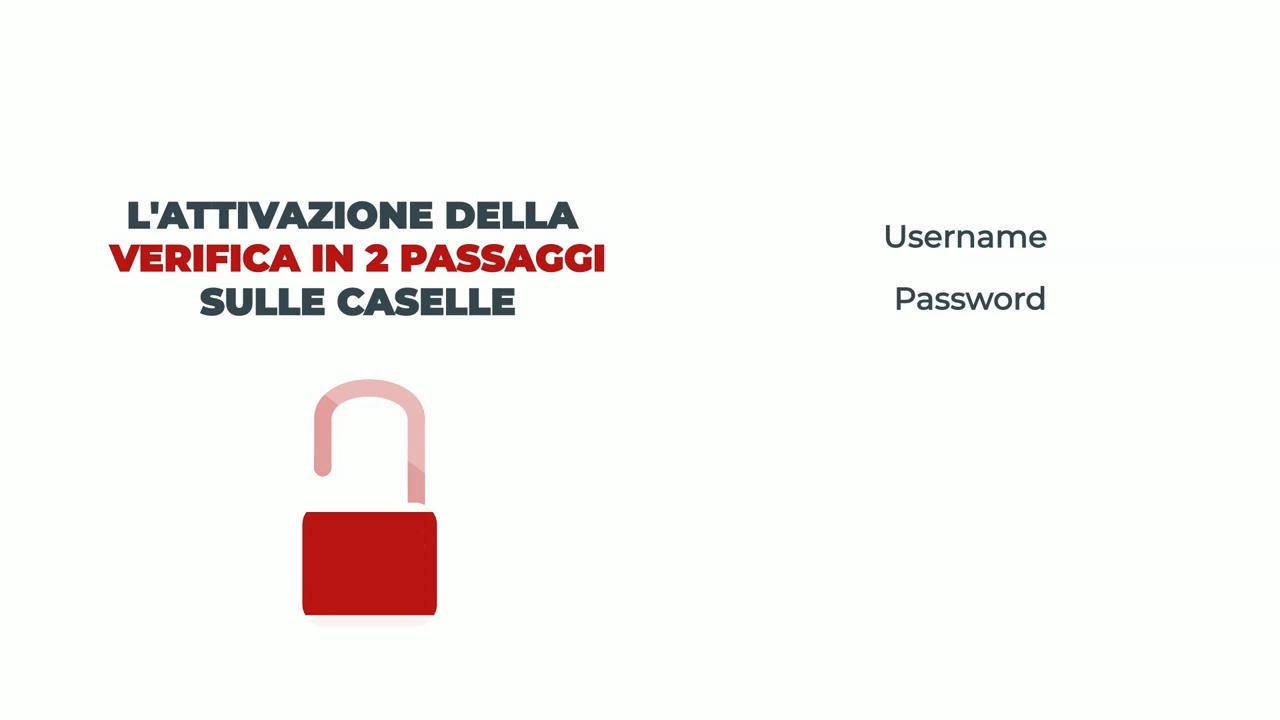 L'ATTIVAZIONE DELLA
VERIFICA IN 2 PASSAGGI
SULLE CASELLE
Username
Password